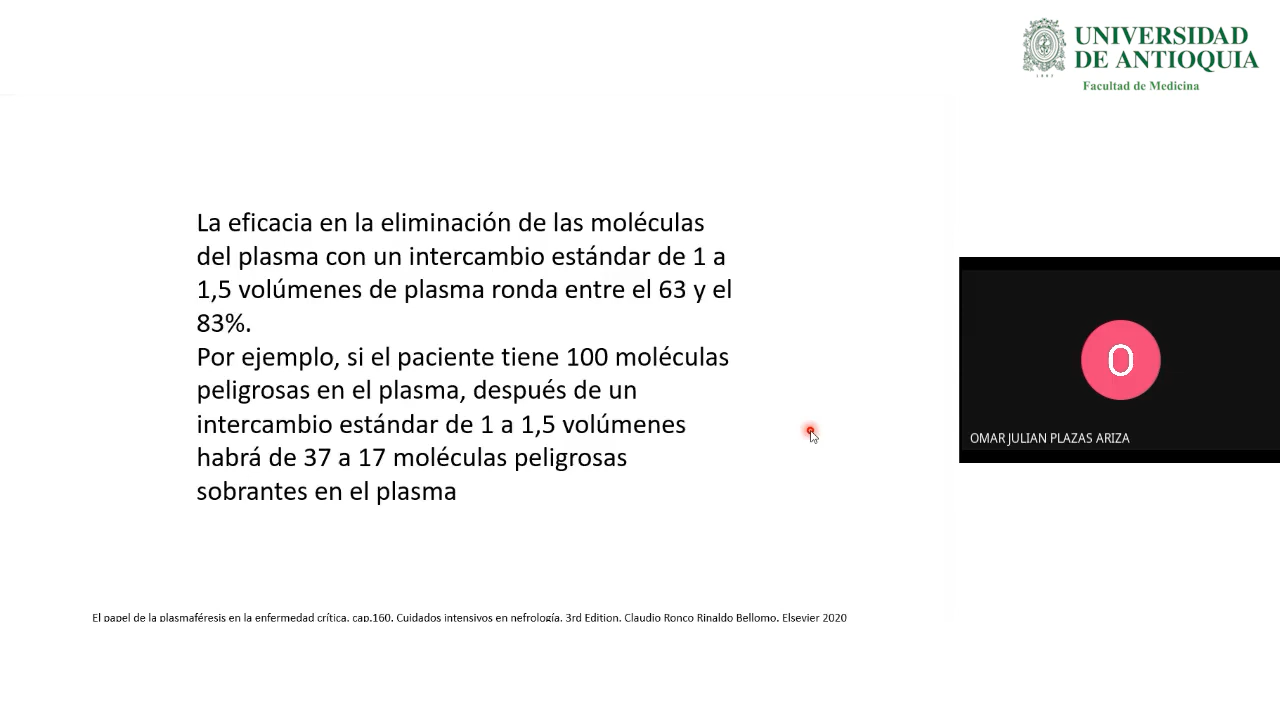 UNIVERSIDAD
DE ANTIOQUIA
1803
Facultad de Medicina
La eficacia en la eliminación de las moléculas
del plasma con un intercambio estándar de 1 a
1,5 volúmenes de plasma ronda entre el 63 y el
83%.
Por ejemplo, si el paciente tiene 100 moléculas
peligrosas en el plasma, después de un
intercambio estándar de 1 a 1,5 volúmenes
habrá de 37 a 17 moléculas peligrosas
sobrantes en el plasma
O
OMAR JULIAN PLAZAS ARIZA
El papel de la plasmaféresis en la enfermedad crítica. cap.160. Cuidados intensivos en nefrología. 3rd Edition. Claudio Ronco Rinaldo Bellomo. Elsevier 2020